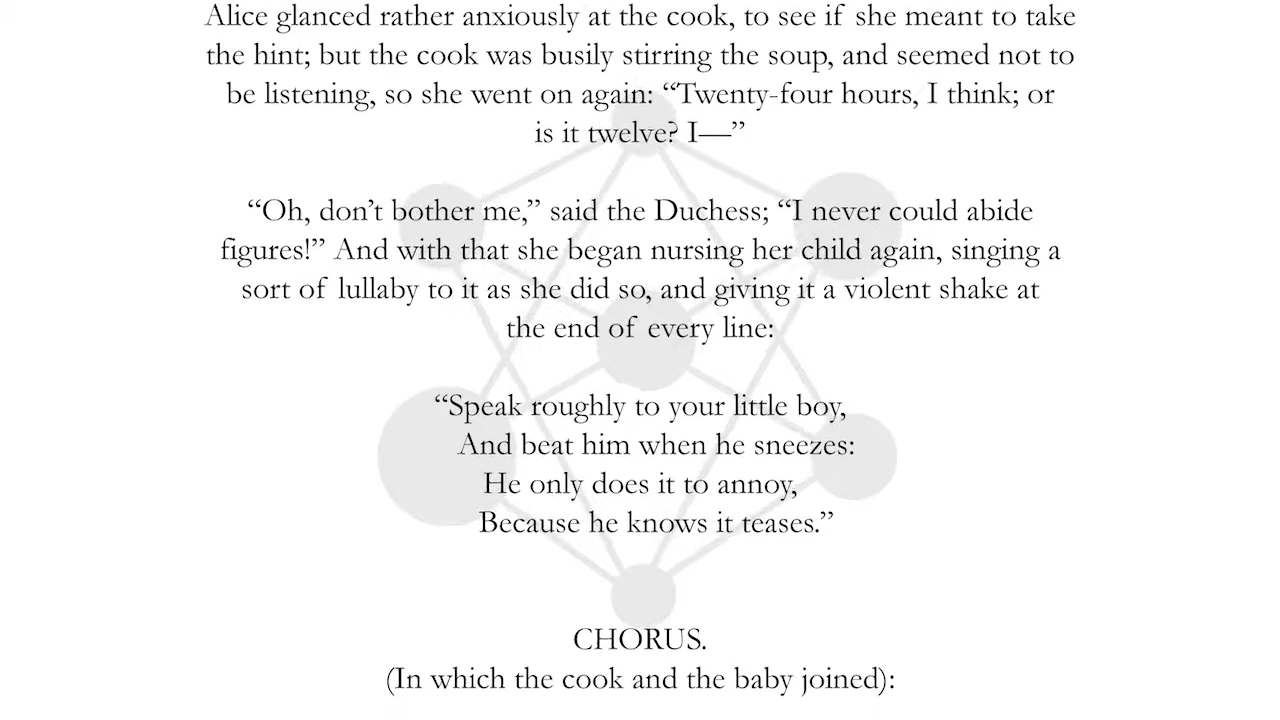 Alice glanced rather anxiously at the cook, to see if she meant to take
the hint; but the cook was busily stirring the soup, and seemed not to
be listening, so she went on again: “Twenty-four hours, I think; or
is it twelve? I—”
“Oh, don’t bother me,” said the Duchess; “I never could abide
figures!” And with that she began nursing her child again, singing a
sort of lullaby to it as she did so, and giving it a violent shake at
the end of every line:
“Speak roughly to your little boy,
And beat him when he sneezes:
He only does it to annoy,
Because he knows it teases.”
CHORUS.
(In which the cook and the baby joined):